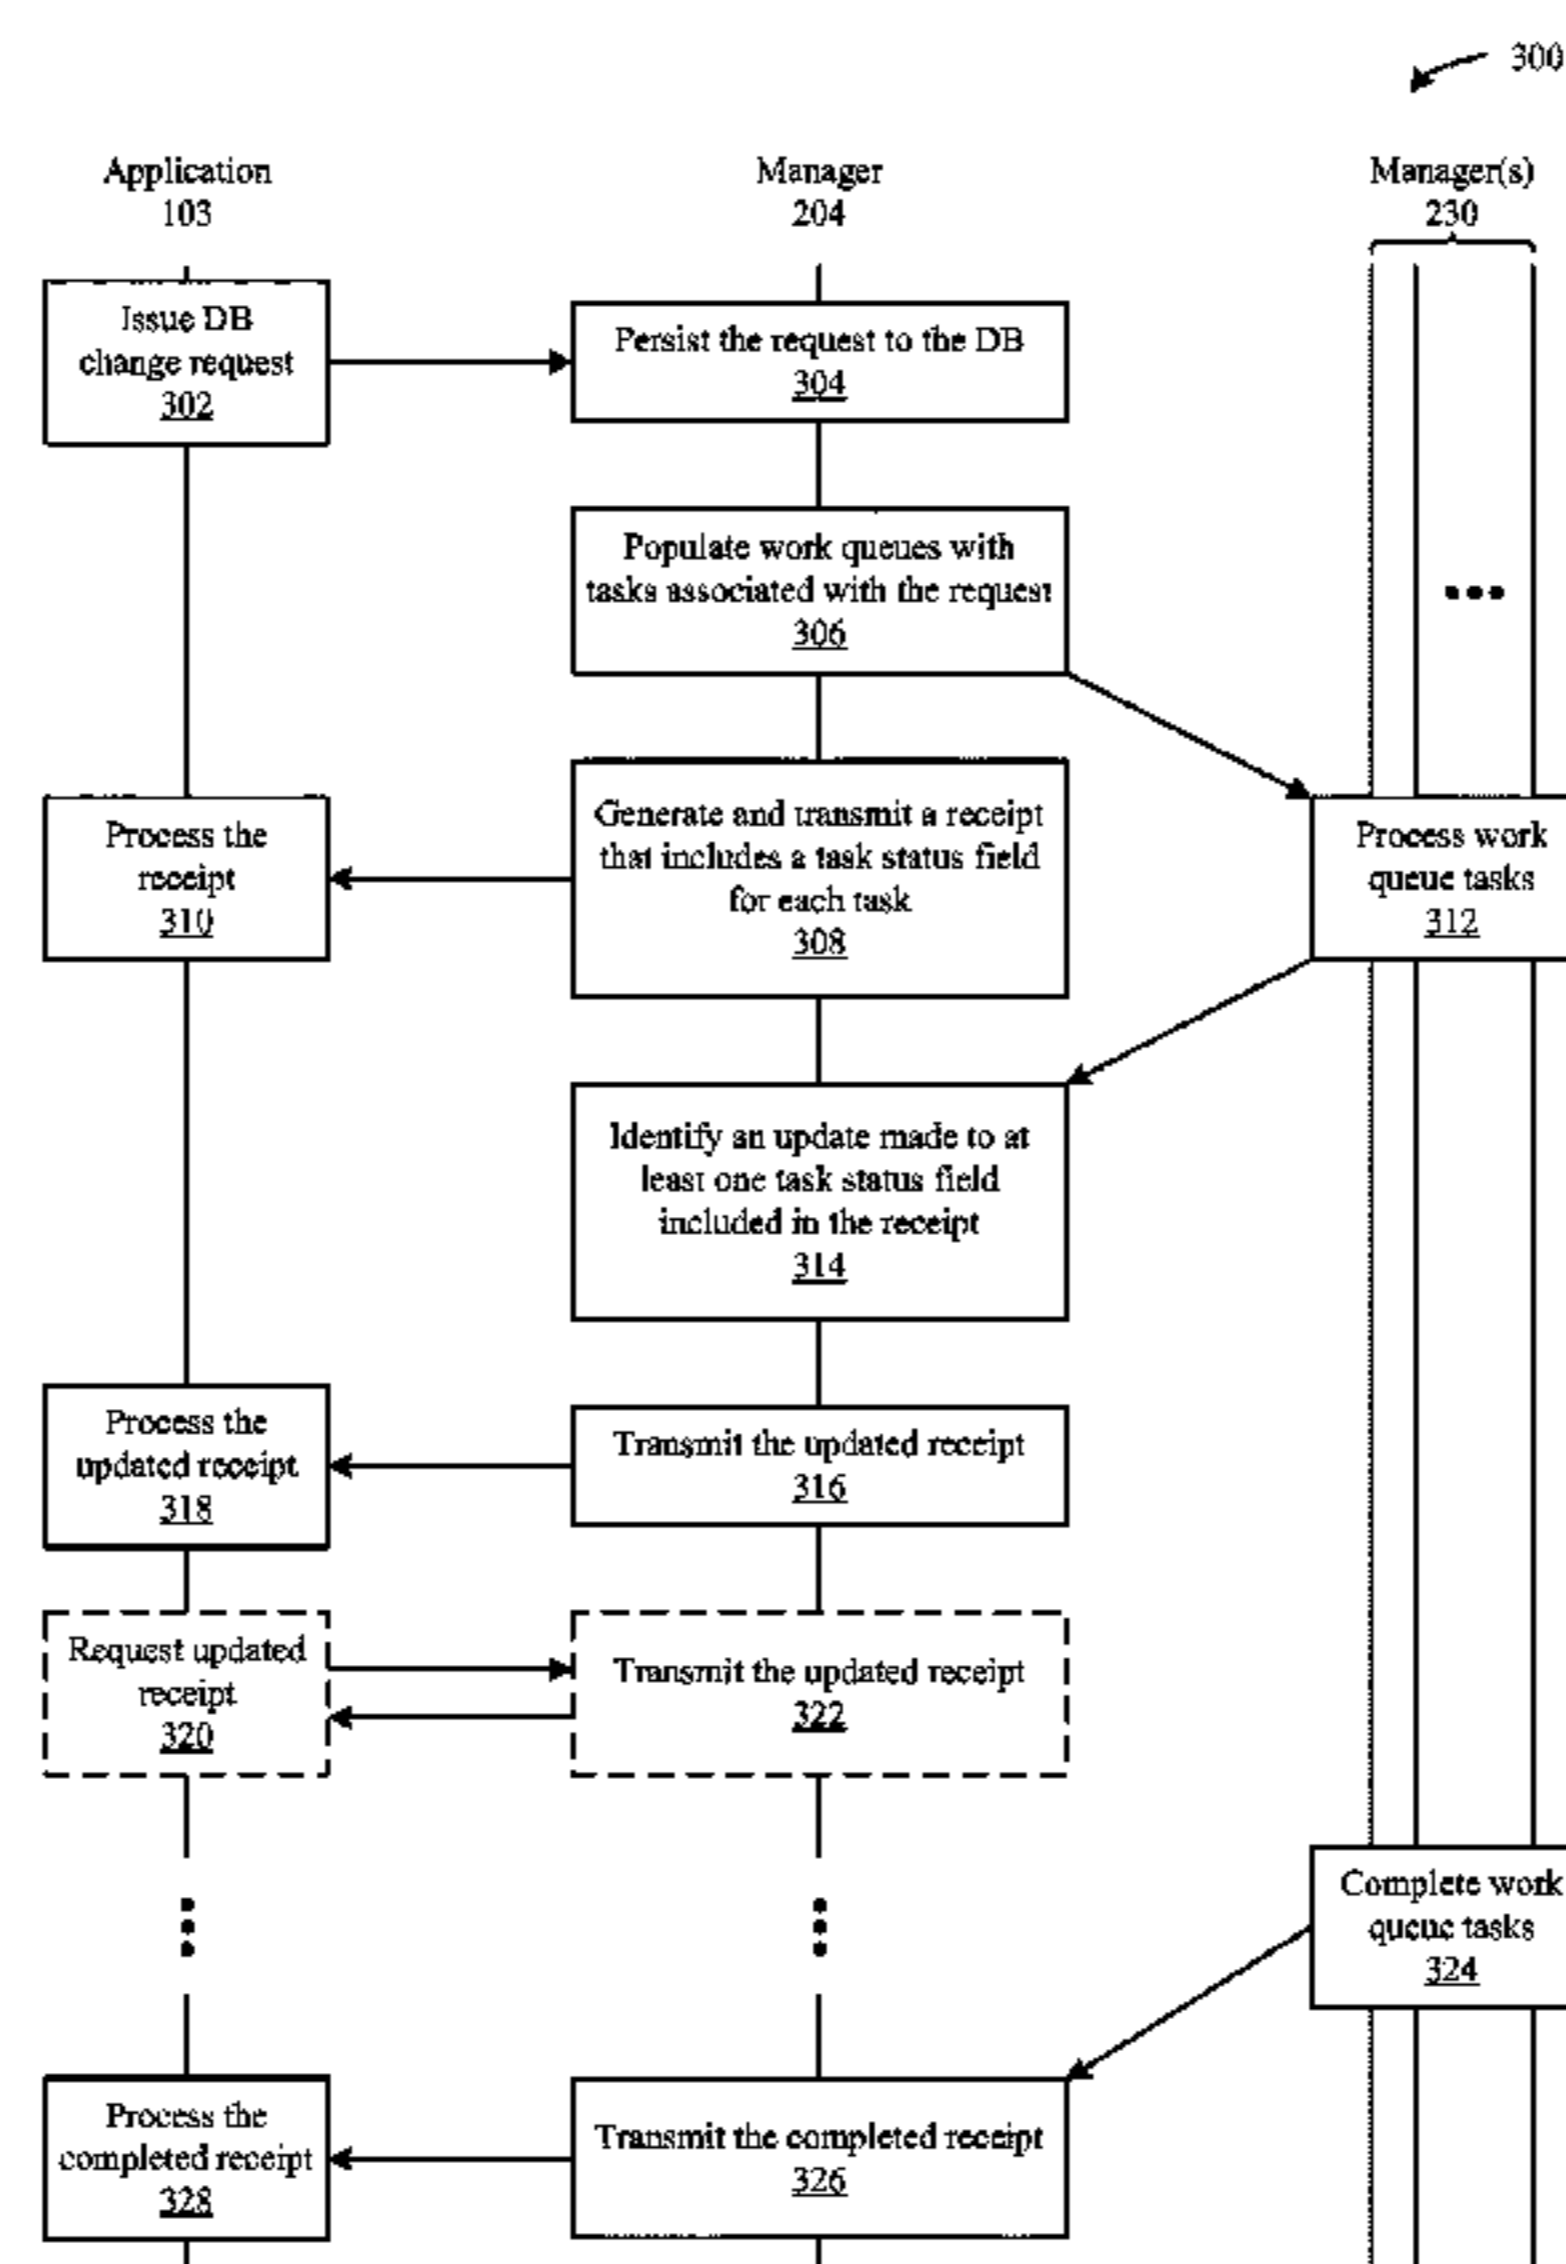 300
Application
103
Manager
204
Manager(s)
230
Issue DB
change request
302
Persist the request to the DB
304
Populate work queues with
tasks associated with the request
306
Generate and transmit a receipt
that includes a task status field
for each task
308
Process the
receipt
310
Process work
queue tasks
312
Identify an update made to at
least one task status field
included in the receipt
314
Process the
updated receipt
318
Transmit the updated receipt
316
Request updated
receipt
320
Transmit the updated receipt
322
Complete work
queue tasks
324
Process the
completed receipt
328
Transmit the completed receipt
326